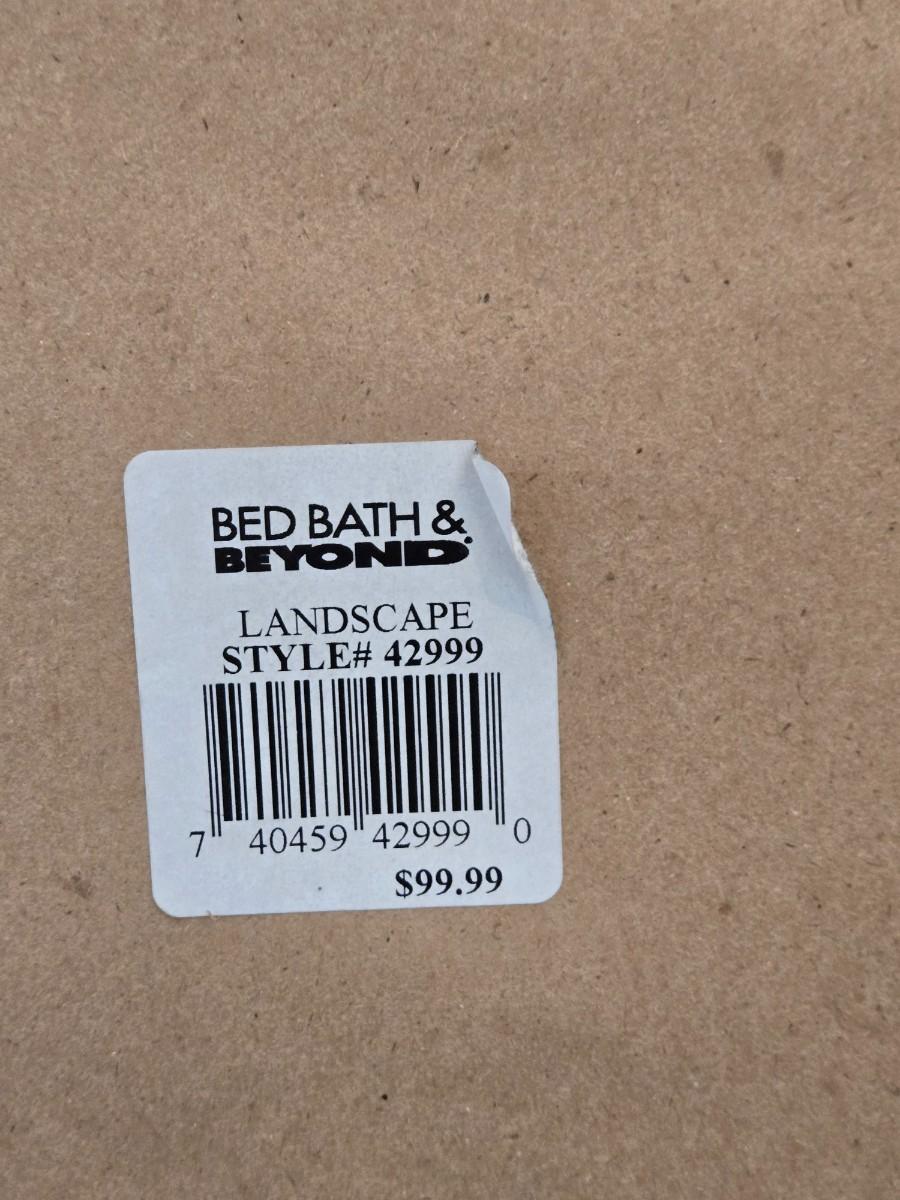 BED BATH &
BEYOND
LANDSCAPE
STYLE# 42999
7 40459 42999 0
$99.99